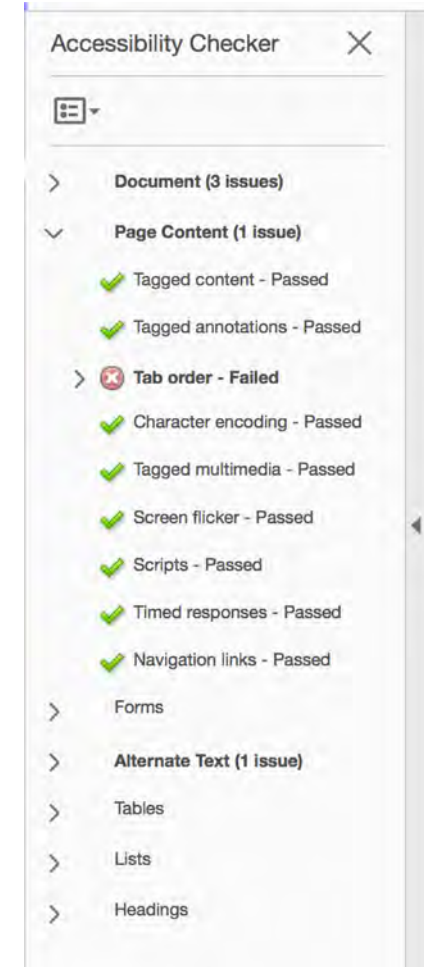 Accessibility Checker
Document (3 issues)
Page Content (1 issue)
Tagged content - Passed
Tagged annotations - Passed
Tab order - Failed
Character encoding - Passed
Tagged multimedia - Passed
Screen flicker - Passed
Scripts - Passed
Timed responses - Passed
Navigation links - Passed
Forms
Alternate Text (1 issue)
Tables
Lists
Headings